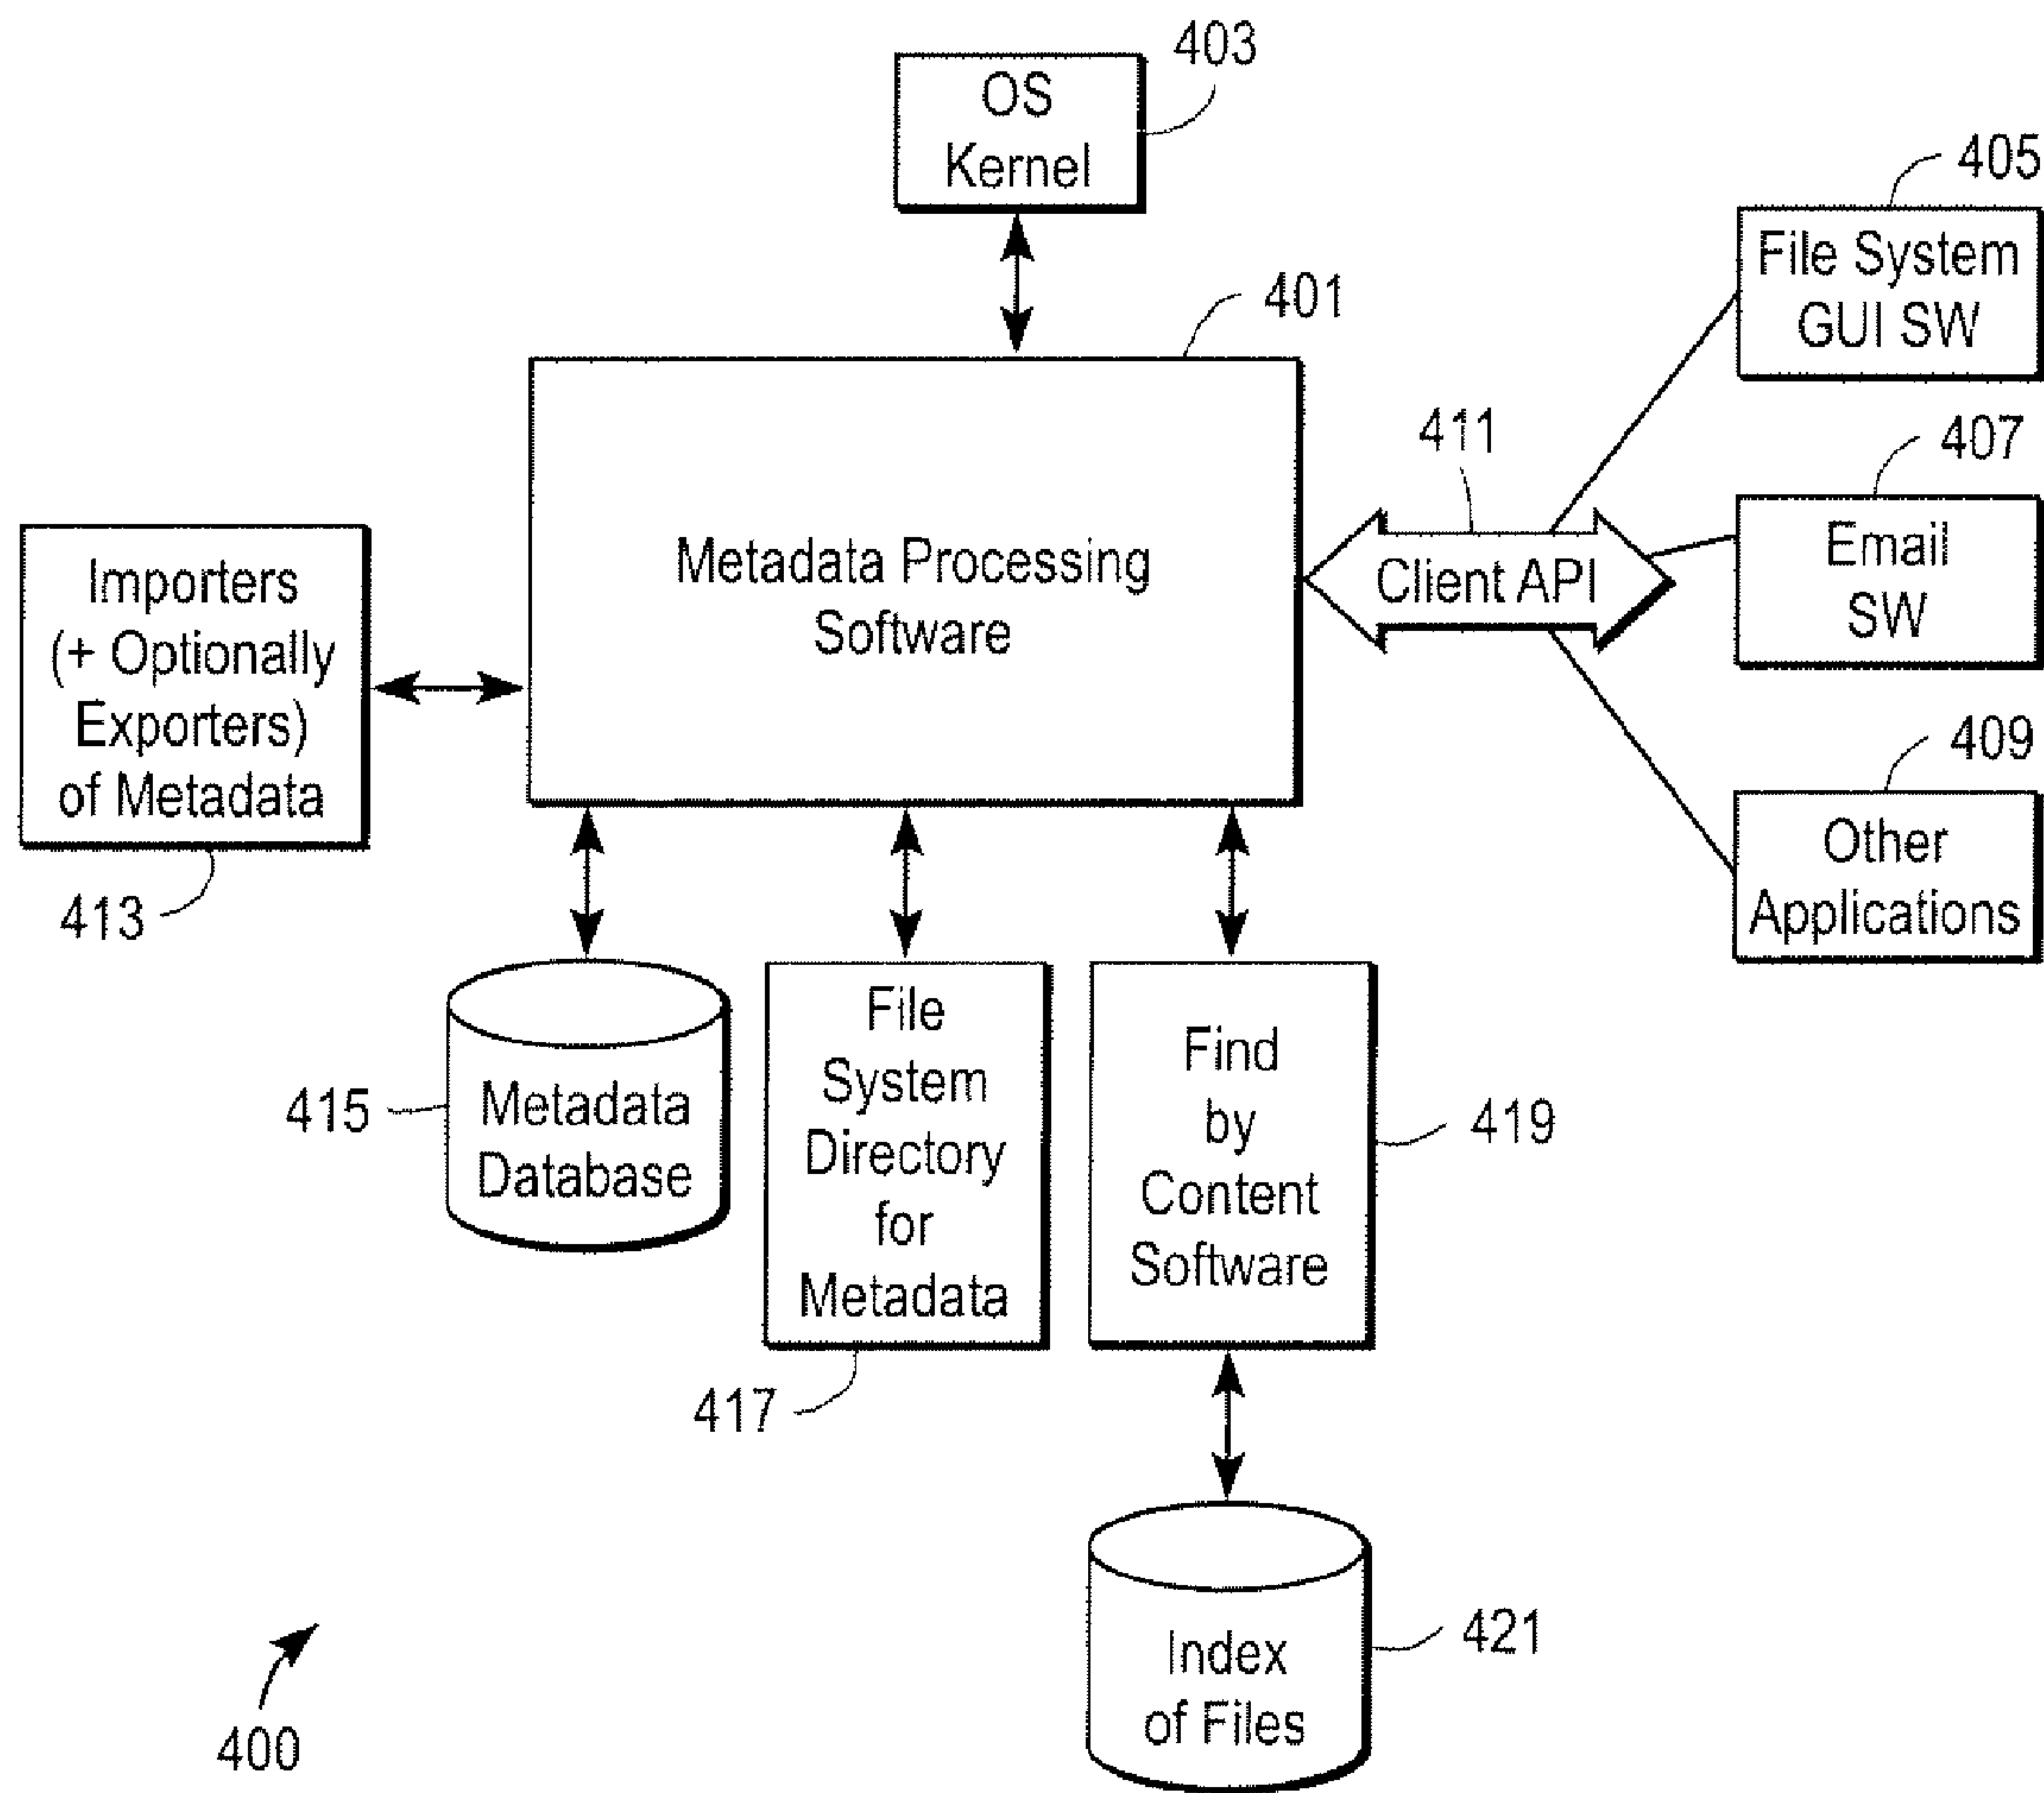 403
OS
Kernel
405
File System
GUI SW
401
411
407
Metadata Processing
Software
Client API
Email
SW
Importers
(+ Optionally
Exporters)
of Metadata
413
409
Other
Applications
415
Metadata
Database
File
System
Directory
for
Metadata
417
Find
by
Content
Software
419
421
Index
of Files
400